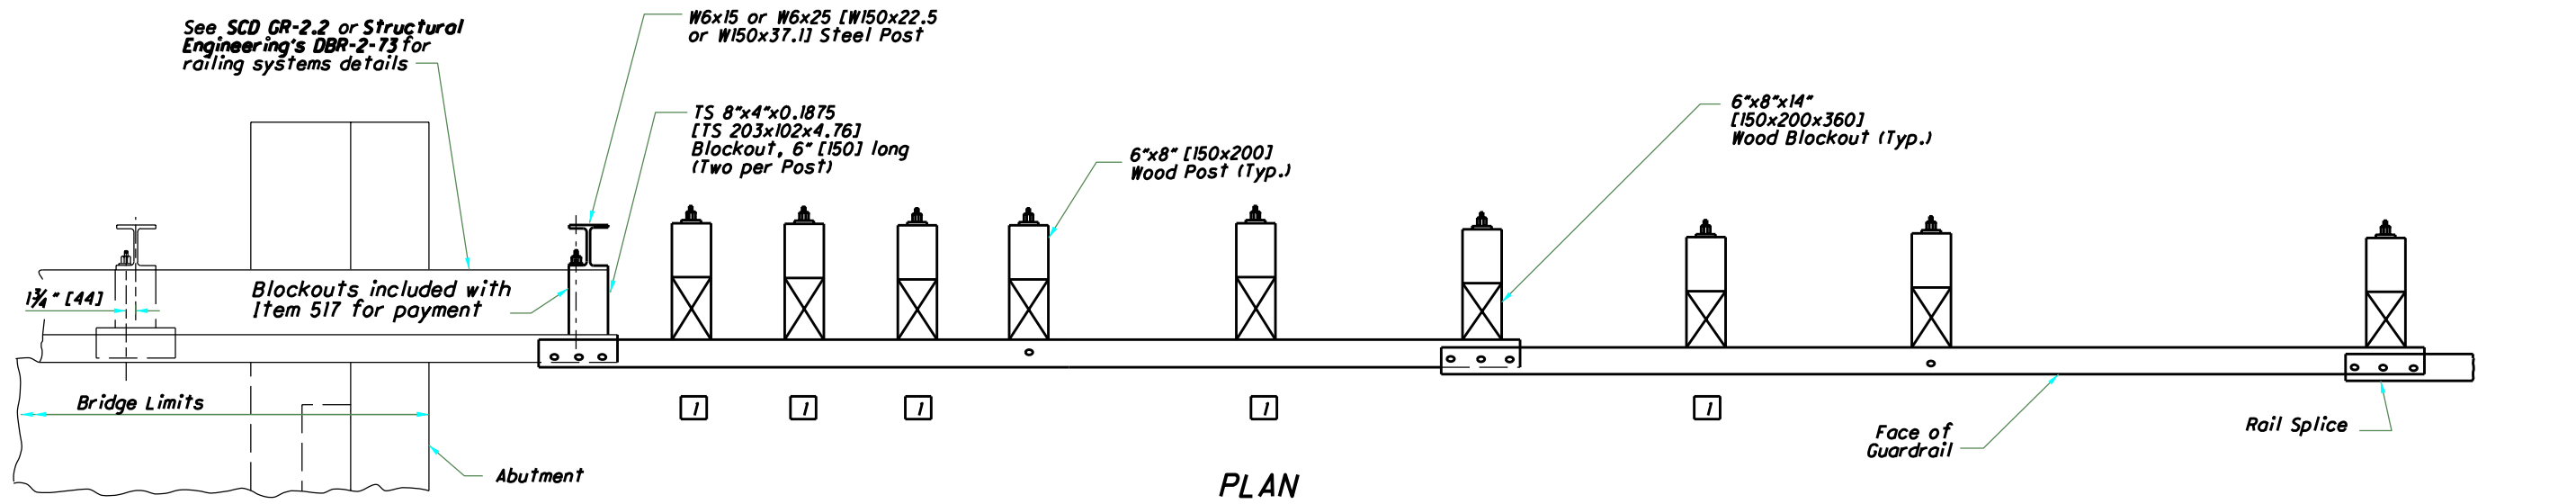 See SCD GR-2.2 or Structural
Engineering's DBR-2-73 for
railing systems details
W6x15 or W6x25 [W150x22.5
or W150x37.1] Steel Post
TS 8"x4"x0.1875
[TS 203x102x4.76]
Blockout, 6" [150] long
(Two per Post)
6"x8" [150x200]
Wood Post (Typ.)
6"x8"x14"
[150x200x360]
Wood Blockout (Typ.)
1¾" [44]
Blockouts included with
Item 517 for payment
Bridge Limits
1
1
1
1
1
Face of
Guardrail
Rail Splice
Abutment
PLAN